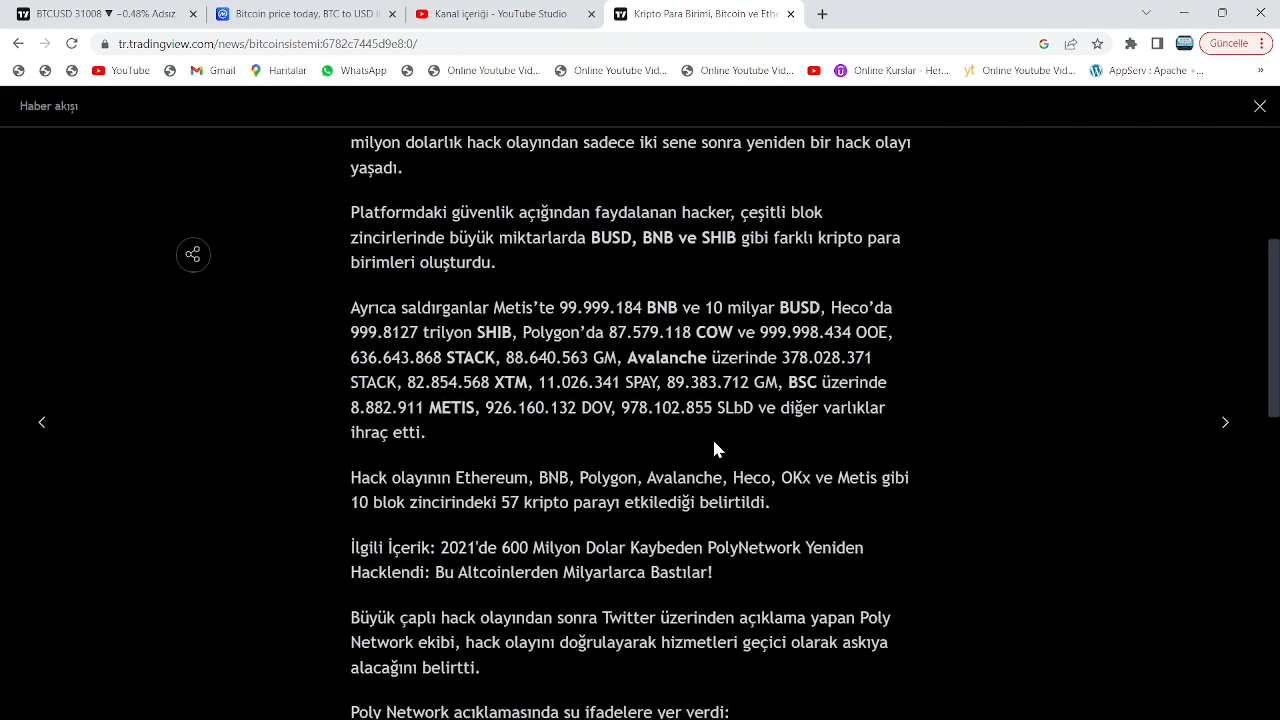 BTCUSD 31008 ▼ −0.48% Adsız
Bitcoin price today, BTC to USD l
Kanal içeriği - YouTube Studio
Kripto Para Birimi, Bitcoin ve Ethe
tr.tradingview.com/news/bitcoinsistemi:6782c7445d9e8:0/
Güncelle
YouTube
Gmail
Haritalar
WhatsApp
Online Youtube Vid...
Online Youtube Vid...
Online Youtube Vid...
Online Kurslar - Her...
yt Online Youtube Vid...
AppServ : Apache +...
»
Haber akışı
milyon dolarlık hack olayından sadece iki sene sonra yeniden bir hack olayı
yaşadı.
Platformdaki güvenlik açığından faydalanan hacker, çeşitli blok
zincirlerinde büyük miktarlarda BUSD, BNB ve SHIB gibi farklı kripto para
birimleri oluşturdu.
Ayrıca saldırganlar Metis’te 99.999.184 BNB ve 10 milyar BUSD, Heco’da
999.8127 trilyon SHIB, Polygon’da 87.579.118 COW ve 999.998.434 OOE,
636.643.868 STACK, 88.640.563 GM, Avalanche üzerinde 378.028.371
STACK, 82.854.568 XTM, 11.026.341 SPAY, 89.383.712 GM, BSC üzerinde
8.882.911 METIS, 926.160.132 DOV, 978.102.855 SLbD ve diğer varlıklar
ihraç etti.
Hack olayının Ethereum, BNB, Polygon, Avalanche, Heco, OKx ve Metis gibi
10 blok zincirindeki 57 kripto parayı etkilediği belirtildi.
İlgili İçerik: 2021'de 600 Milyon Dolar Kaybeden PolyNetwork Yeniden
Hacklendi: Bu Altcoinlerden Milyarlarca Bastılar!
Büyük çaplı hack olayından sonra Twitter üzerinden açıklama yapan Poly
Network ekibi, hack olayını doğrulayarak hizmetleri geçici olarak askıya
alacağını belirtti.
Poly Network açıklamasında şu ifadelere yer verdi: